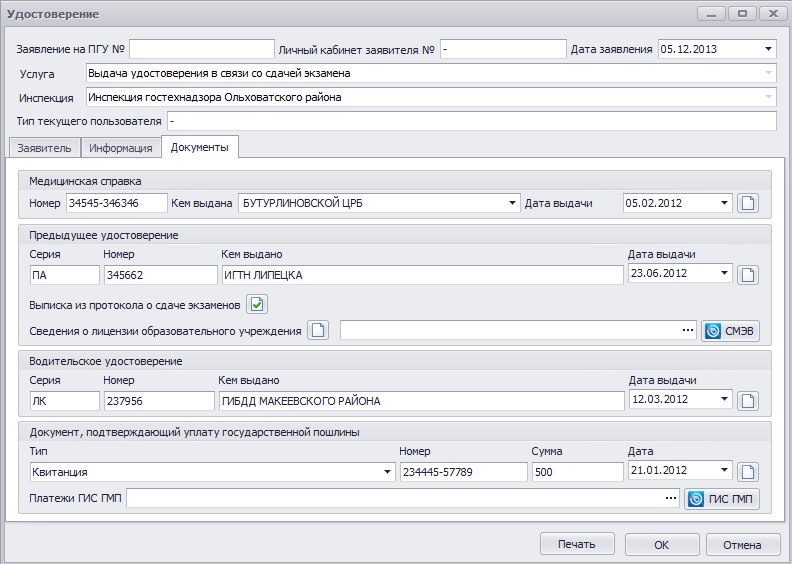 Удостоверение
Заявление на ПГУ № Личный кабинет заявителя № - Дата заявления 05.12.2013
Услуга Выдача удостоверения в связи со сдачей экзамена
Инспекция Инспекция гостехнадзора Ольховатского района
Тип текущего пользователя -
Заявитель Информация Документы
Медицинская справка
Номер 34545-346346 Кем выдана БУТУРЛИНОВСКОЙ ЦРБ Дата выдачи 05.02.2012
Предыдущее удостоверение
Серия Номер Кем выдано Дата выдачи
ПА 345662 ИГТН ЛИПЕЦКА 23.06.2012
Выписка из протокола о сдаче экзаменов
Сведения о лицензии образовательного учреждения ... СМЭВ
Водительское удостоверение
Серия Номер Кем выдано Дата выдачи
ЛК 237956 ГИБДД МАКЕЕВСКОГО РАЙОНА 12.03.2012
Документ, подтверждающий уплату государственной пошлины
Тип Номер Сумма Дата
Квитанция 234445-57789 500 21.01.2012
Платежи ГИС ГМП ... ГИС ГМП
Печать OK Отмена